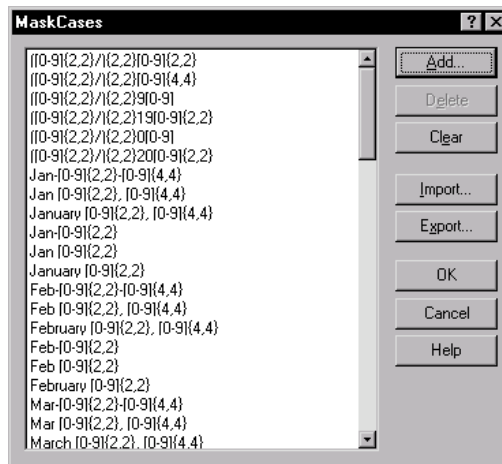 MaskCases
([0-9]{2,2}/){2,2}[0-9]{2,2}
([0-9]{2,2}/){2,2}[0-9]{4,4}
([0-9]{2,2}/){2,2}9[0-9]
([0-9]{2,2}/){2,2}19[0-9]{2,2}
([0-9]{2,2}/){2,2}0[0-9]
([0-9]{2,2}/){2,2}20[0-9]{2,2}
Jan-[0-9]{2,2}-[0-9]{4,4}
Jan [0-9]{2,2}, [0-9]{4,4}
January [0-9]{2,2}, [0-9]{4,4}
Jan-[0-9]{2,2}
Jan [0-9]{2,2}
January [0-9]{2,2}
Feb-[0-9]{2,2}-[0-9]{4,4}
Feb [0-9]{2,2}, [0-9]{4,4}
February [0-9]{2,2}, [0-9]{4,4}
Feb-[0-9]{2,2}
Feb [0-9]{2,2}
February [0-9]{2,2}
Mar-[0-9]{2,2}-[0-9]{4,4}
Mar [0-9]{2,2}, [0-9]{4,4}
March [0-9]{2,2}, [0-9]{4,4}
Add...
Delete
Clear
Import...
Export...
OK
Cancel
Help